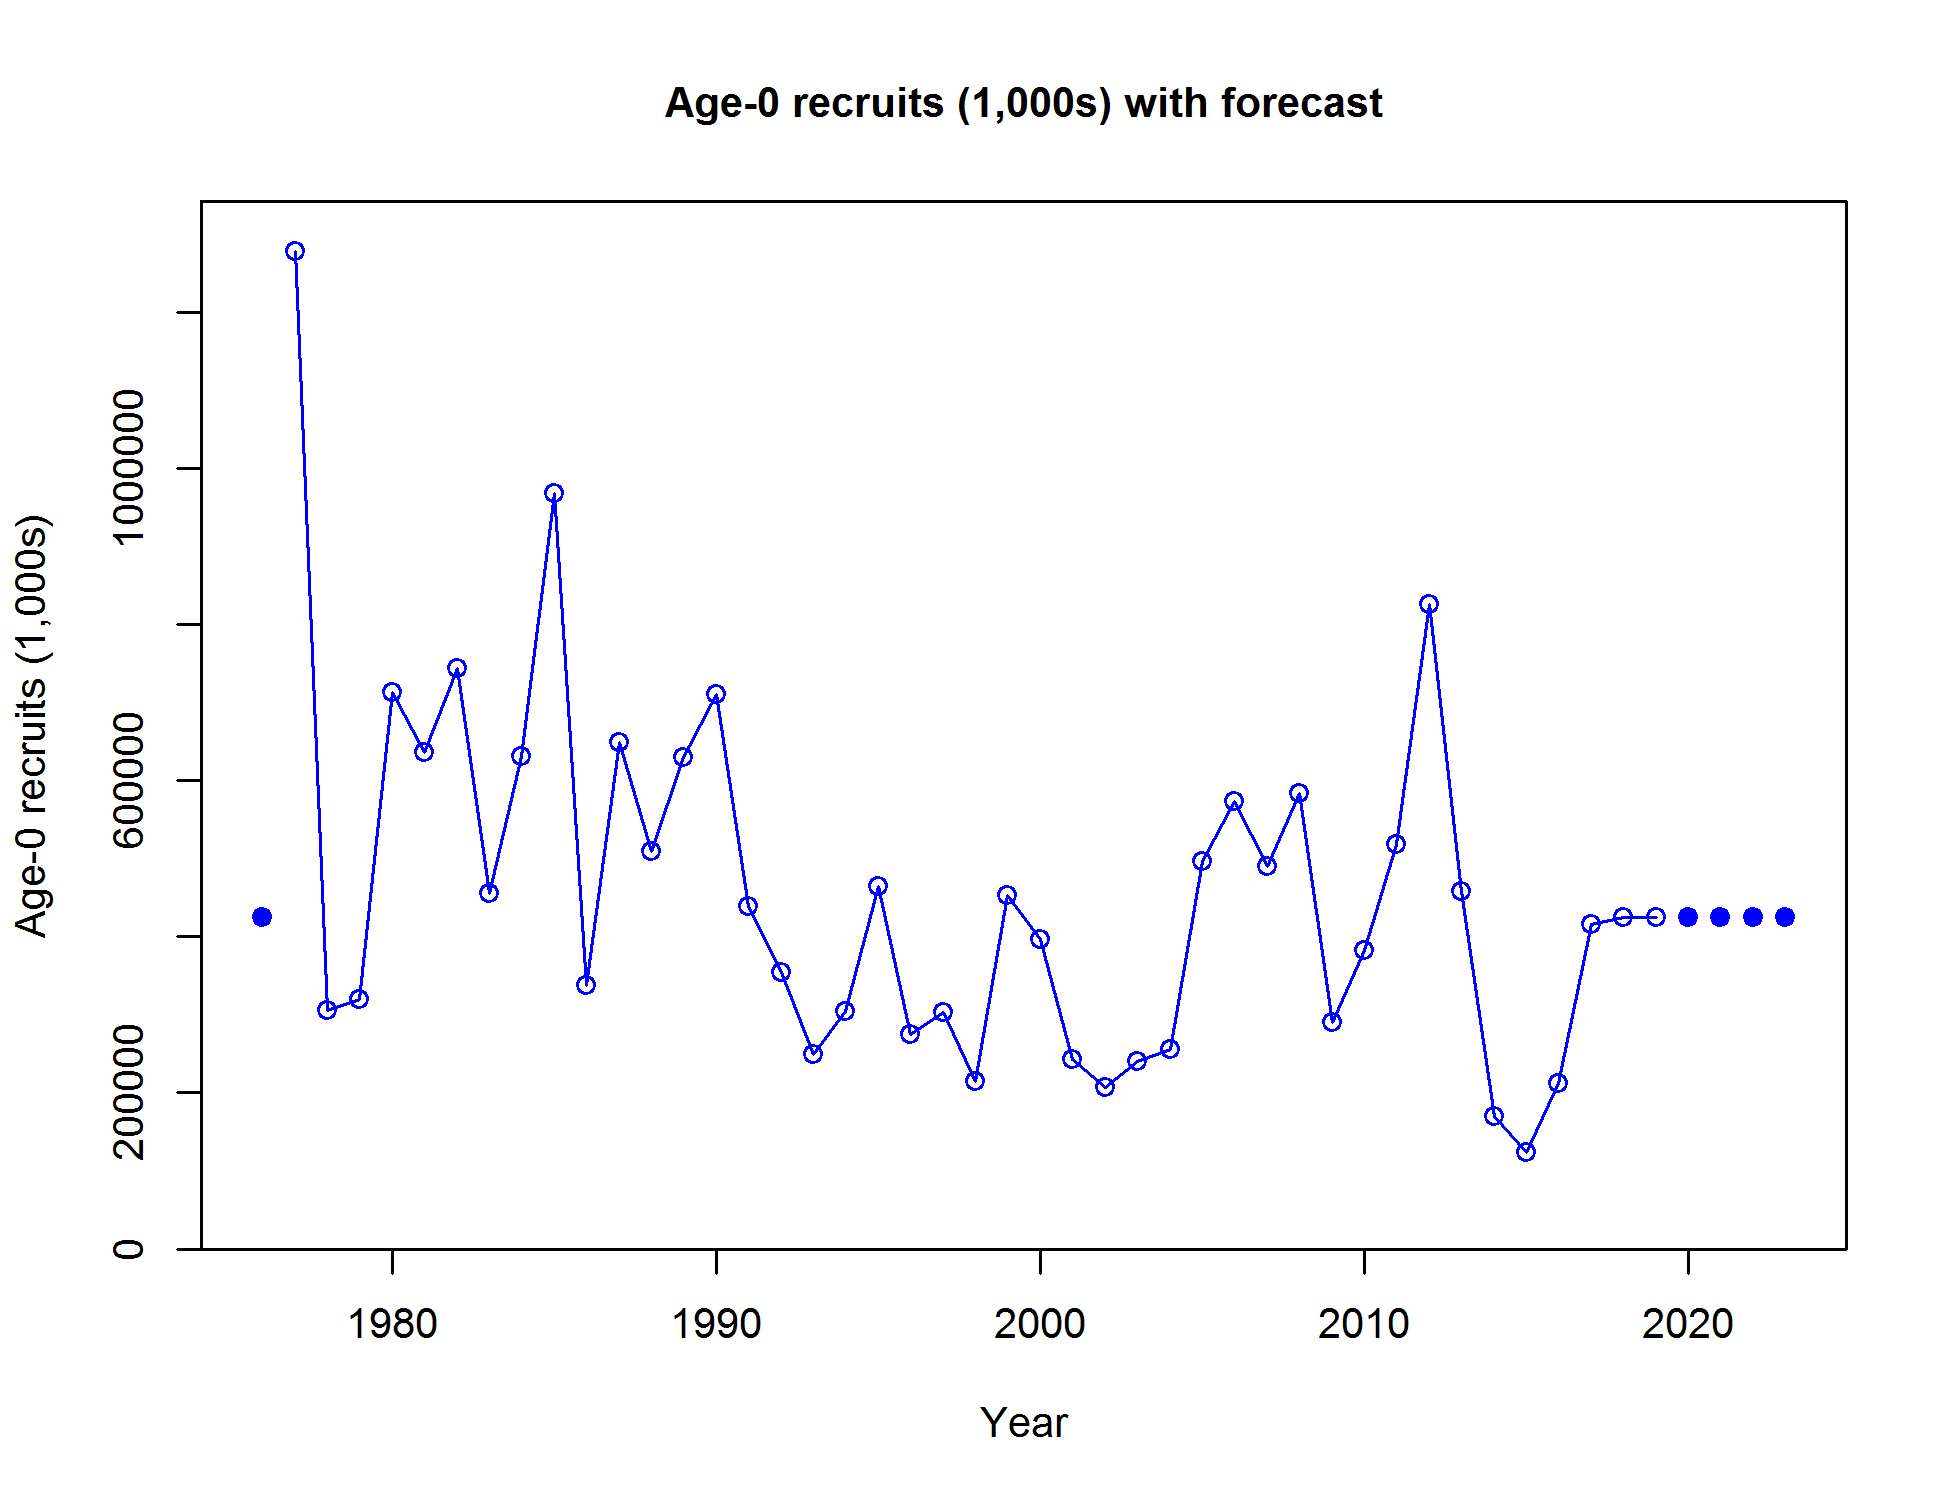 Age-0 recruits (1,000s) with forecast
Age-0 recruits (1,000s)
1000000
600000
200000
0
1980 1990 2000 2010 2020
Year